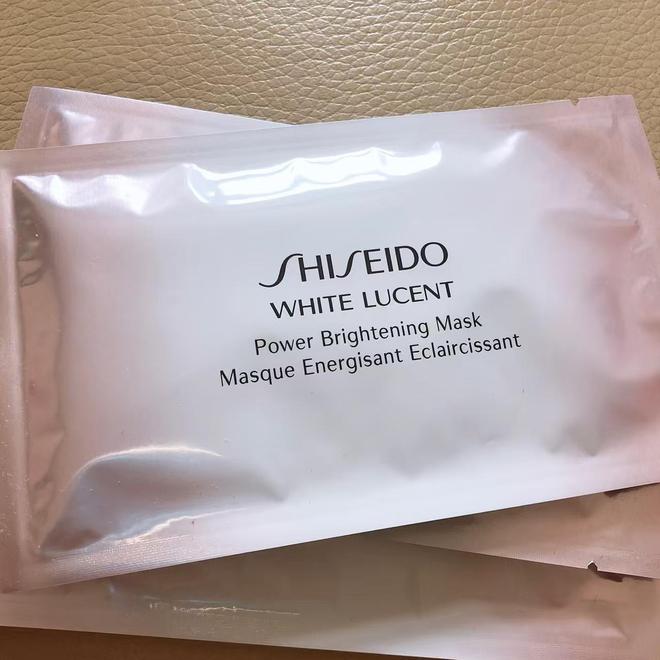 SHISEIDO
WHITE LUCENT
Power Brightening Mask
Masque Energisant Eclaircissant